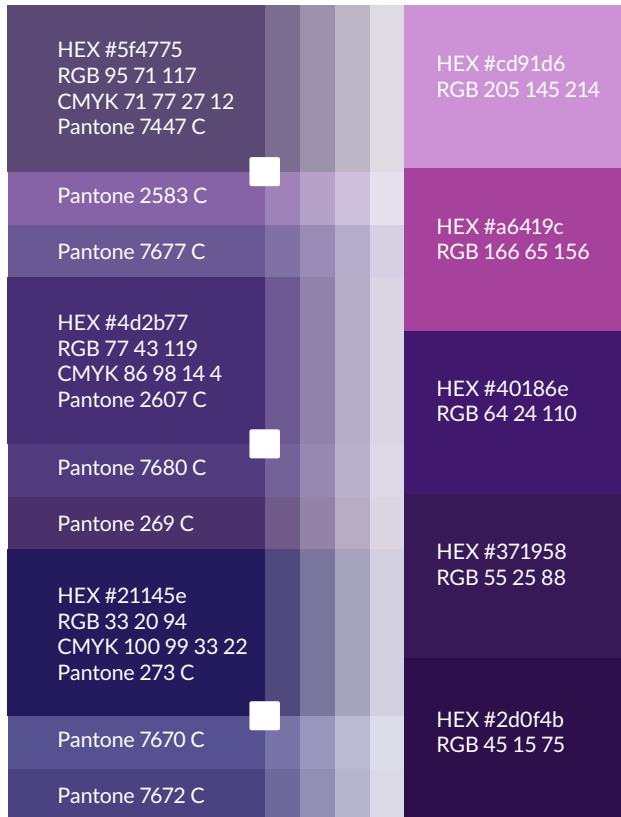 HEX #5f4775
RGB 95 71 117
CMYK 71 77 27 12
Pantone 7447 C
Pantone 2583 C
Pantone 7677 C
HEX #4d2b77
RGB 77 43 119
CMYK 86 98 14 4
Pantone 2607 C
Pantone 7680 C
Pantone 269 C
HEX #21145e
RGB 33 20 94
CMYK 100 99 33 22
Pantone 273 C
Pantone 7670 C
Pantone 7672 C
HEX #cd91d6
RGB 205 145 214
HEX #a6419c
RGB 166 65 156
HEX #40186e
RGB 64 24 110
HEX #371958
RGB 55 25 88
HEX #2d0f4b
RGB 45 15 75